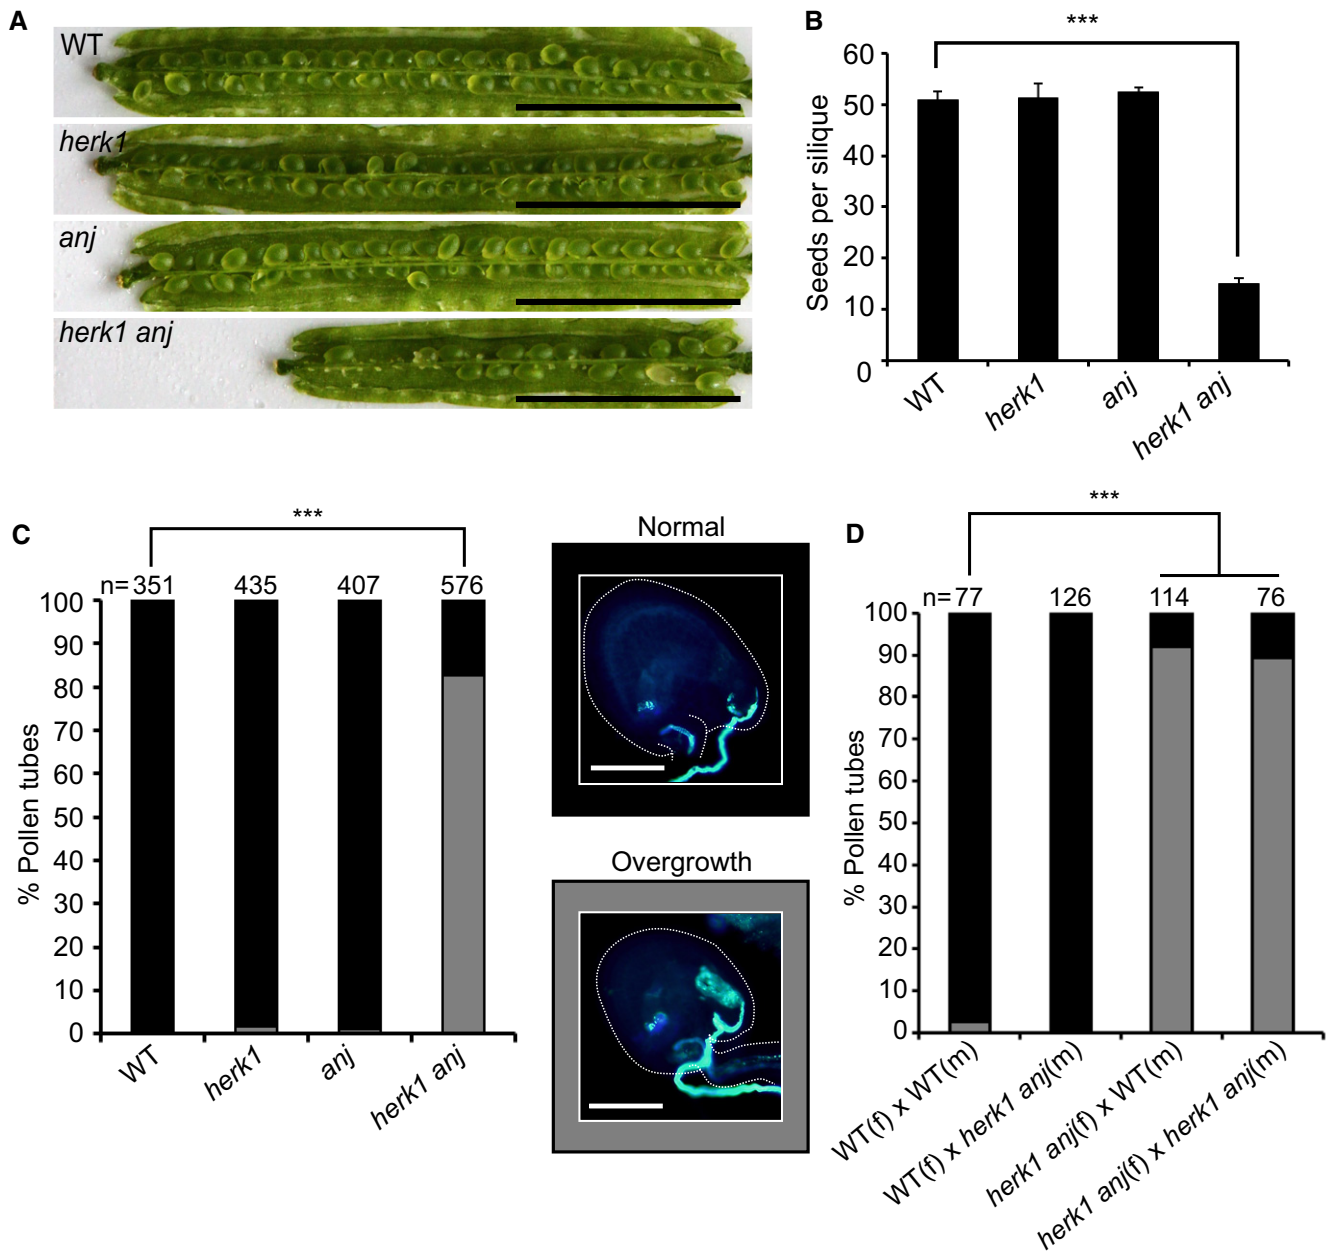 A
WT
herk1
anj
herk1 anj
B
***
60
50
40
30
20
10
0
Seeds per silique
WT
herk1
anj
herk1 anj
C
***
n=351
435
407
576
100
90
80
70
60
50
40
30
20
10
0
% Pollen tubes
WT
herk1
anj
herk1 anj
Normal
Overgrowth
D
***
n=77
126
114
76
100
90
80
70
60
50
40
30
20
10
0
% Pollen tubes
WT(f) x WT(m)
WT(f) x herk1 anj(m)
herk1 anj(f) x WT(m)
herk1 anj(f) x herk1 anj(m)